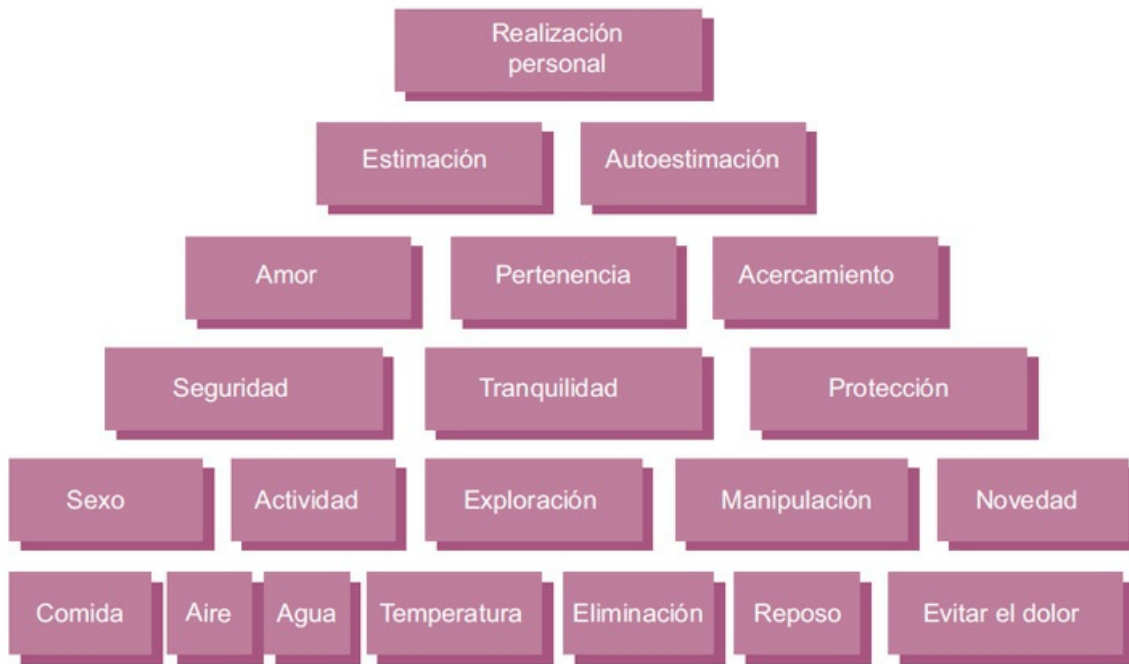 Realización
personal
Estimación
Autoestimación
Amor
Pertenencia
Acercamiento
Seguridad
Tranquilidad
Protección
Sexo
Actividad
Exploración
Manipulación
Novedad
Comida
Aire
Agua
Temperatura
Eliminación
Reposo
Evitar el dolor